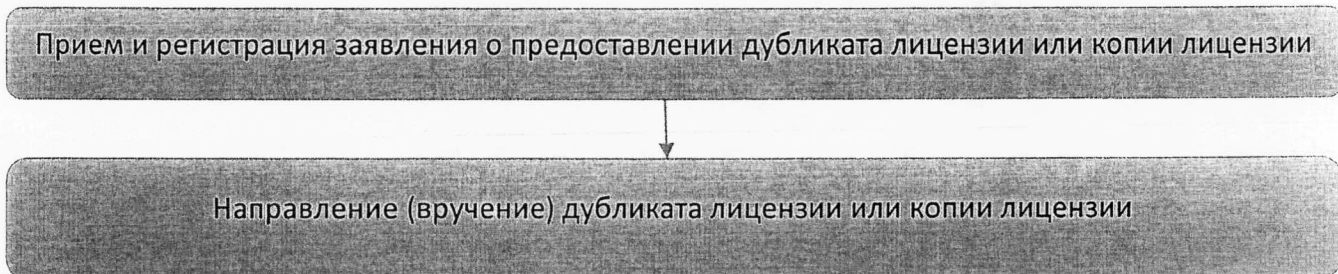 Прием и регистрация заявления о предоставлении дубликата лицензии или копии лицензии
Направление (вручение) дубликата лицензии или копии лицензии